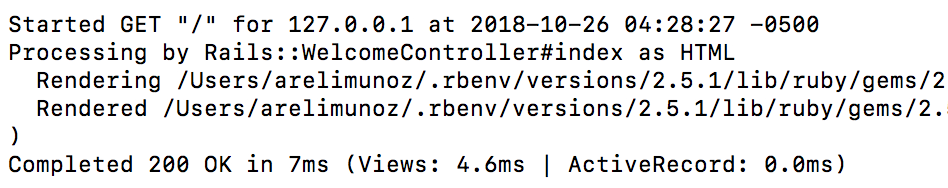 Started GET "/" for 127.0.0.1 at 2018-10-26 04:28:27 -0500
Processing by Rails::WelcomeController#index as HTML
  Rendering /Users/arelimunoz/.rbenv/versions/2.5.1/lib/ruby/gems/2
  Rendered /Users/arelimunoz/.rbenv/versions/2.5.1/lib/ruby/gems/2.
)
Completed 200 OK in 7ms (Views: 4.6ms | ActiveRecord: 0.0ms)